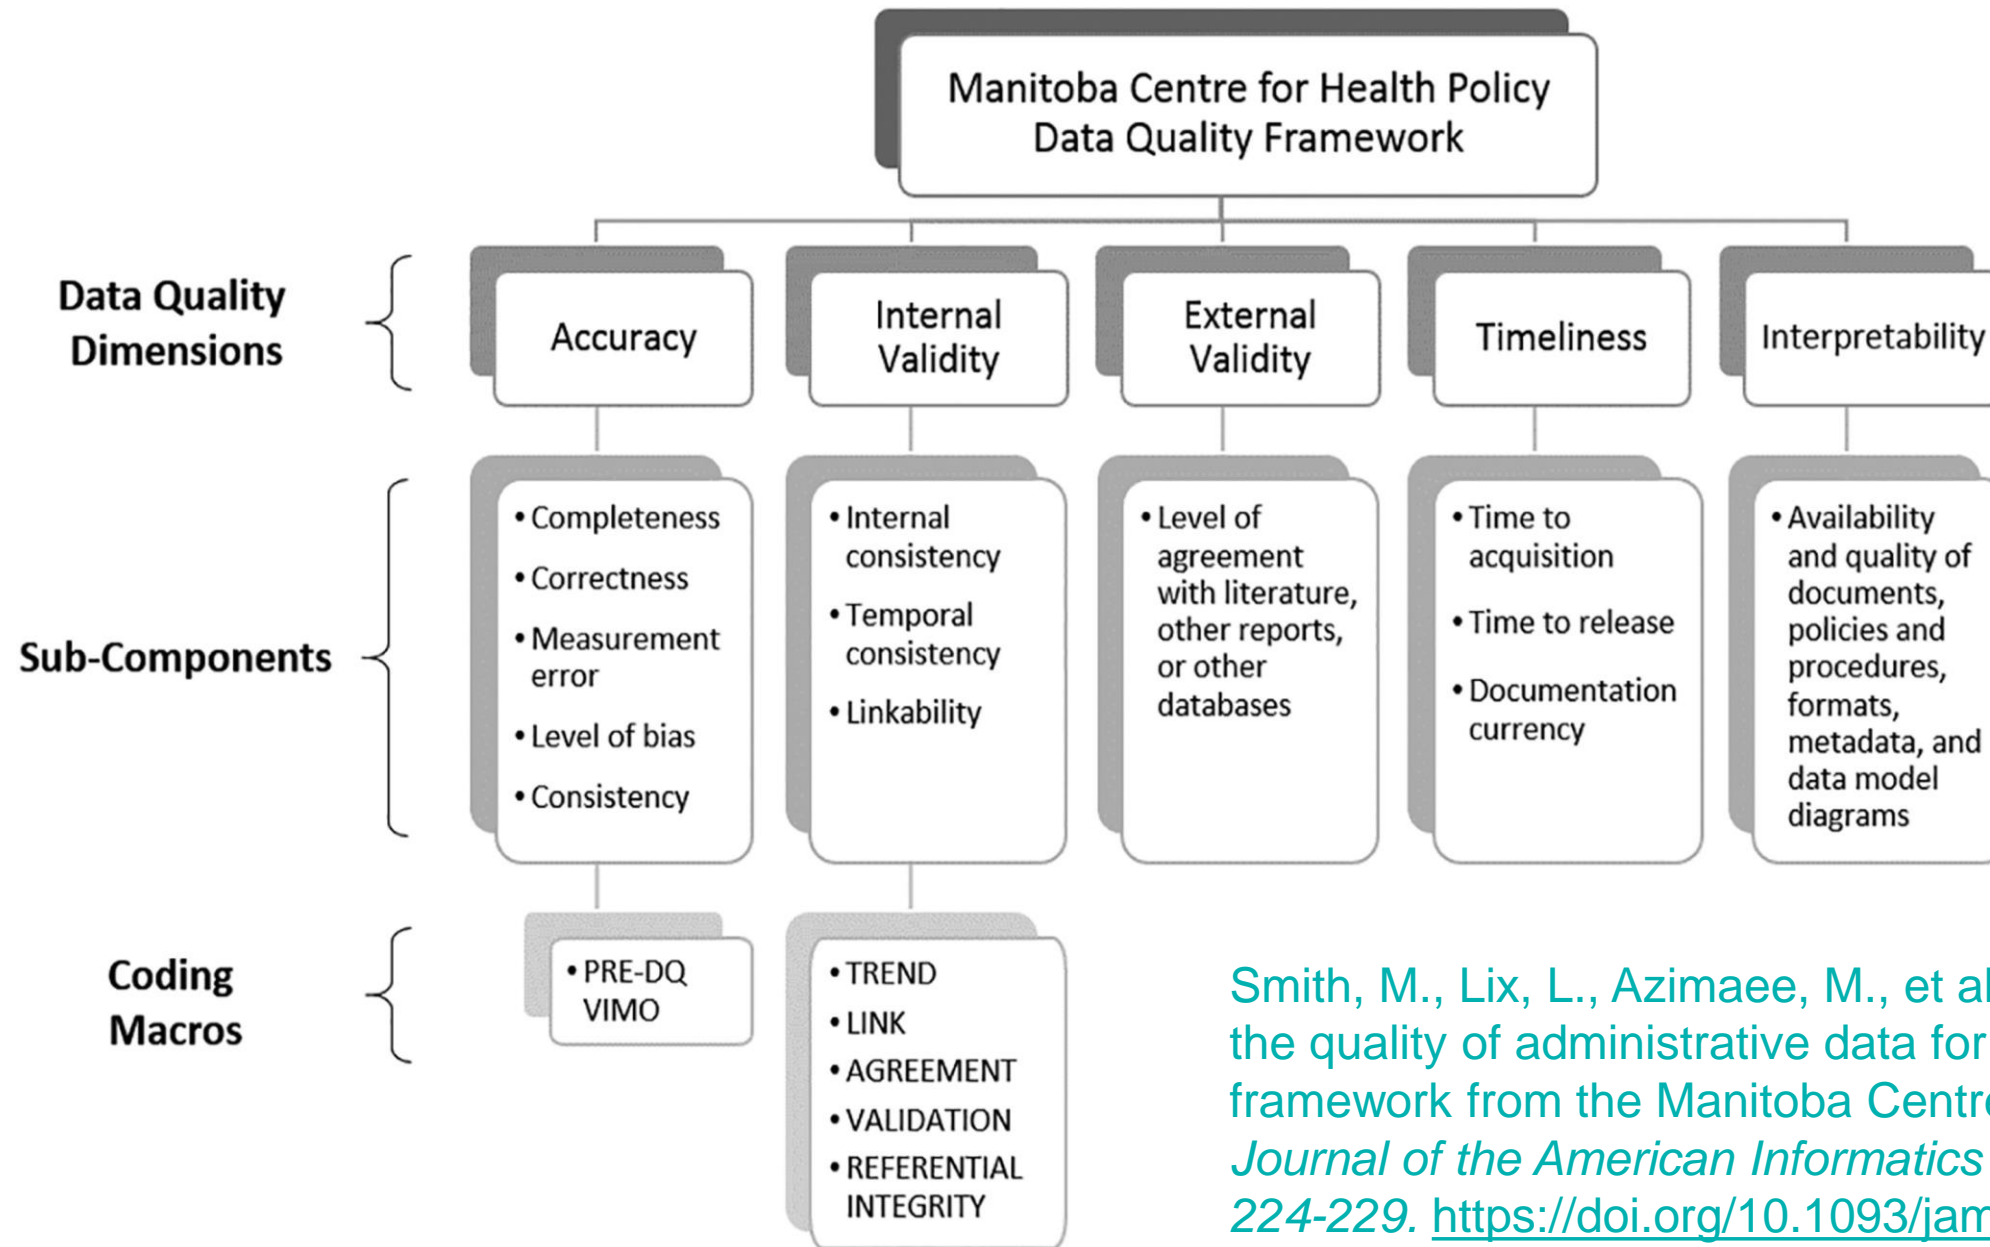 Manitoba Centre for Health Policy
Data Quality Framework
Data Quality
Dimensions
Accuracy
Internal
Validity
External
Validity
Timeliness
Interpretability
Sub-Components
• Completeness
• Correctness
• Measurement
error
• Level of bias
• Consistency
• Internal
consistency
• Temporal
consistency
• Linkability
• Level of
agreement
with literature,
other reports,
or other
databases
• Time to
acquisition
• Time to release
• Documentation
currency
• Availability
and quality of
documents,
policies and
procedures,
formats,
metadata, and
data model
diagrams
Coding
Macros
• PRE-DQ
VIMO
• TREND
• LINK
• AGREEMENT
• VALIDATION
• REFERENTIAL
INTEGRITY
Smith, M., Lix, L., Azimaee, M., et al
the quality of administrative data for
framework from the Manitoba Centre
Journal of the American Informatics
224-229. https://doi.org/10.1093/jam